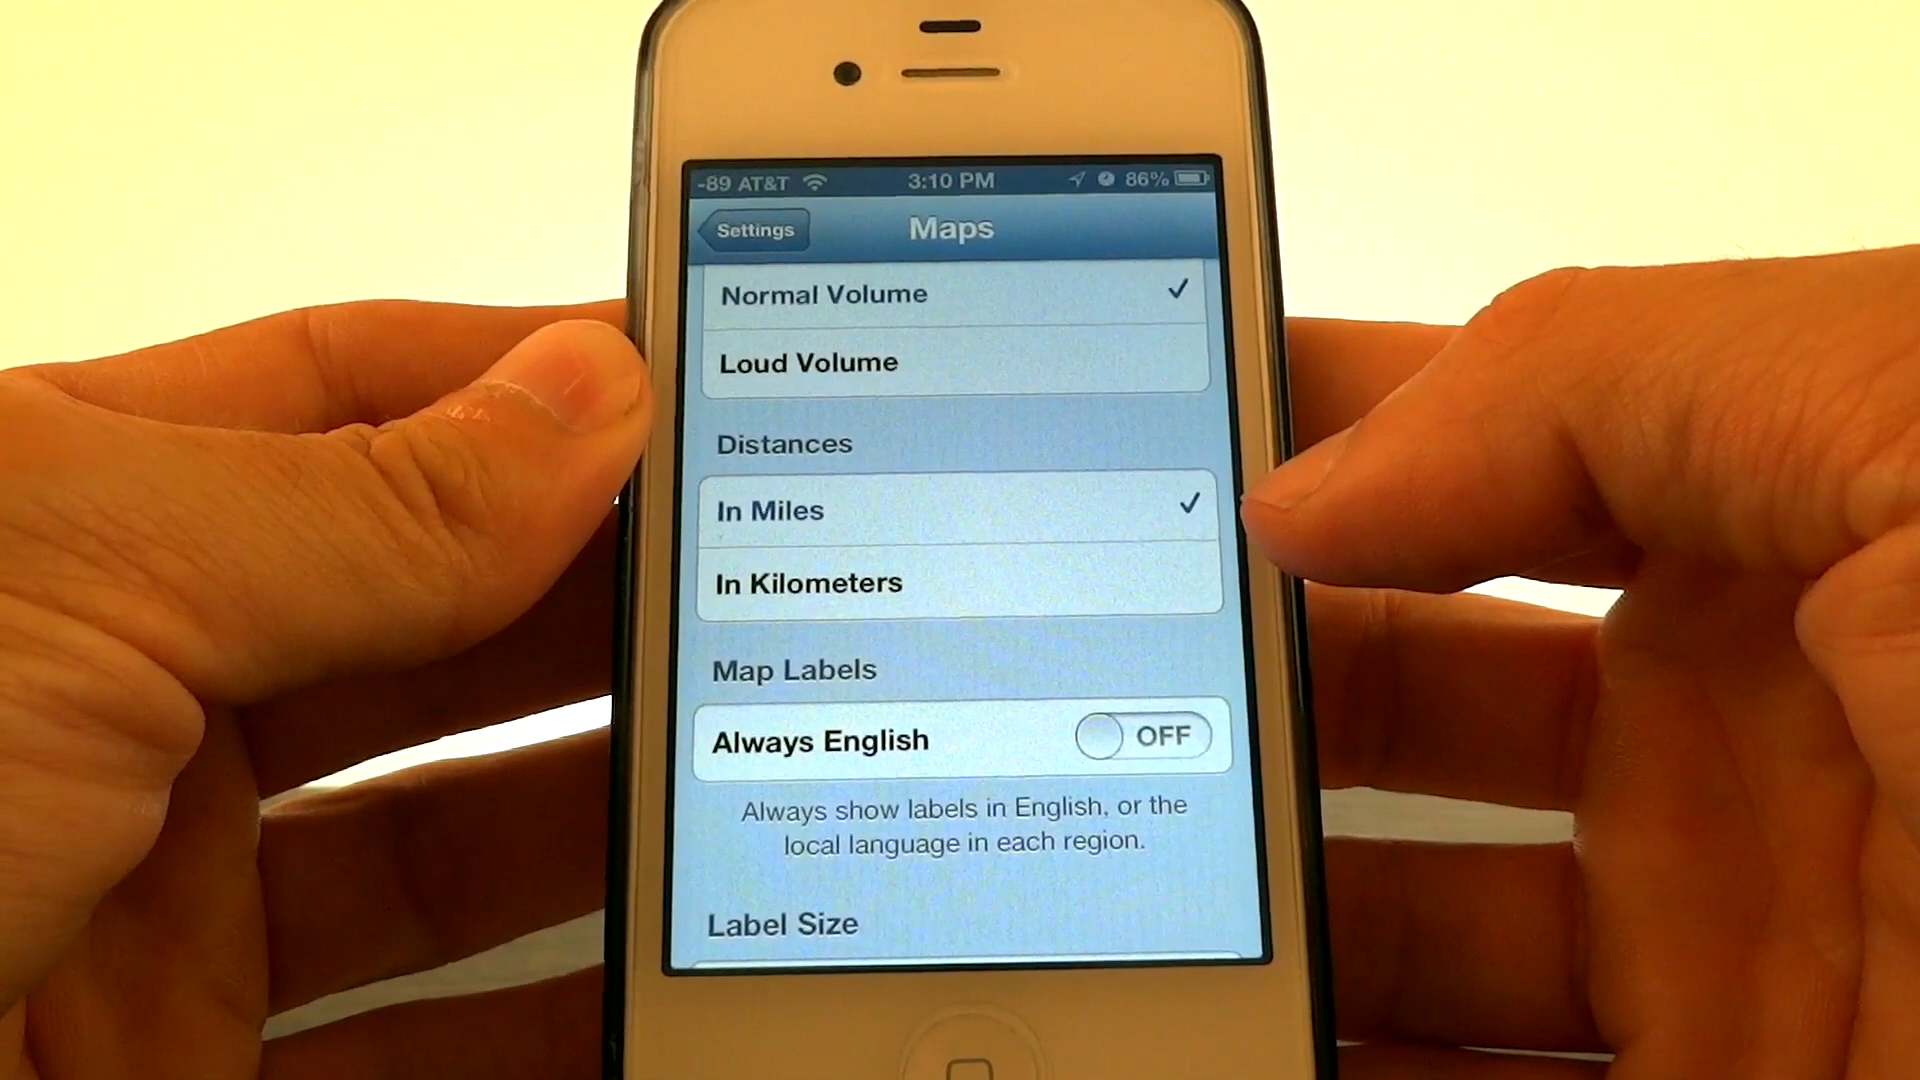 -89 AT&T 3:10 PM 86%
Settings Maps
Normal Volume
Loud Volume
Distances
In Miles
In Kilometers
Map Labels
Always English OFF
Always show labels in English, or the
local language in each region.
Label Size